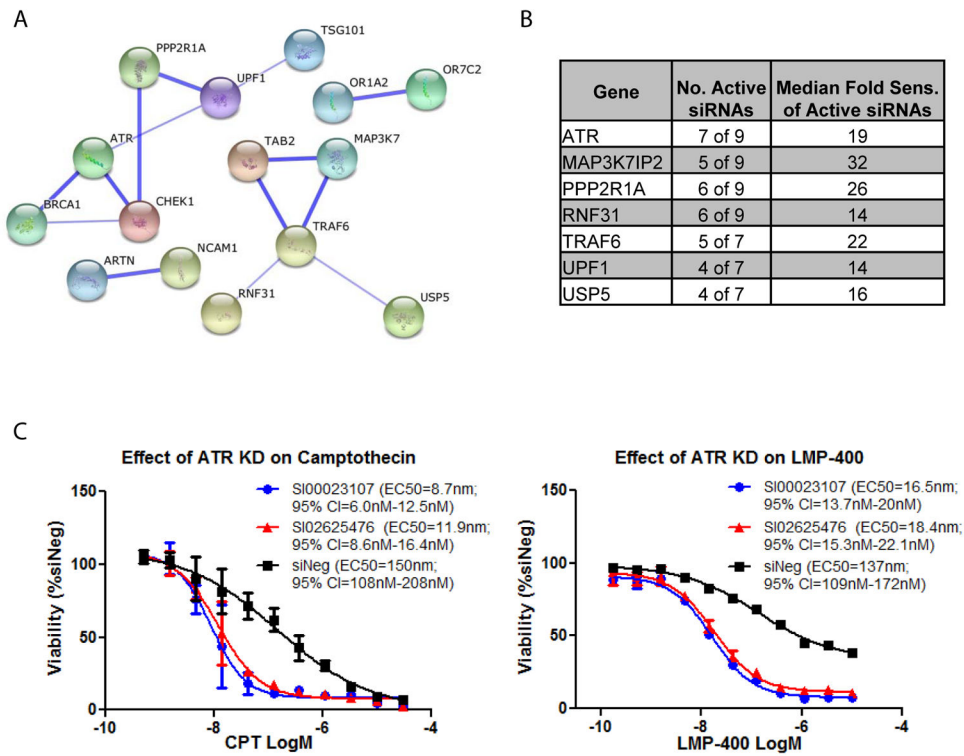 A
PPP2R1A
TSG101
UPF1
OR1A2
OR7C2
ATR
TAB2
MAP3K7
BRCA1
CHEK1
TRAF6
ARTN
NCAM1
RNF31
USP5
B
Gene No. Active siRNAs Median Fold Sens. of Active siRNAs
ATR 7 of 9 19
MAP3K7IP2 5 of 9 32
PPP2R1A 6 of 9 26
RNF31 6 of 9 14
TRAF6 5 of 7 22
UPF1 4 of 7 14
USP5 4 of 7 16
C
Effect of ATR KD on Camptothecin
SI00023107 (EC50=8.7nm;
95% CI=6.0nM-12.5nM)
SI02625476 (EC50=11.9nm;
95% CI=8.6nM-16.4nM)
siNeg (EC50=150nm;
95% CI=108nM-208nM)
Viability (%siNeg)
150
100
50
0
-10 -8 -6 -4
CPT LogM
Effect of ATR KD on LMP-400
SI00023107 (EC50=16.5nm;
95% CI=13.7nM-20nM)
SI02625476 (EC50=18.4nm;
95% CI=15.3nM-22.1nM)
siNeg (EC50=137nm;
95% CI=109nM-172nM)
Viability (%siNeg)
150
100
50
0
-10 -8 -6 -4
LMP-400 LogM